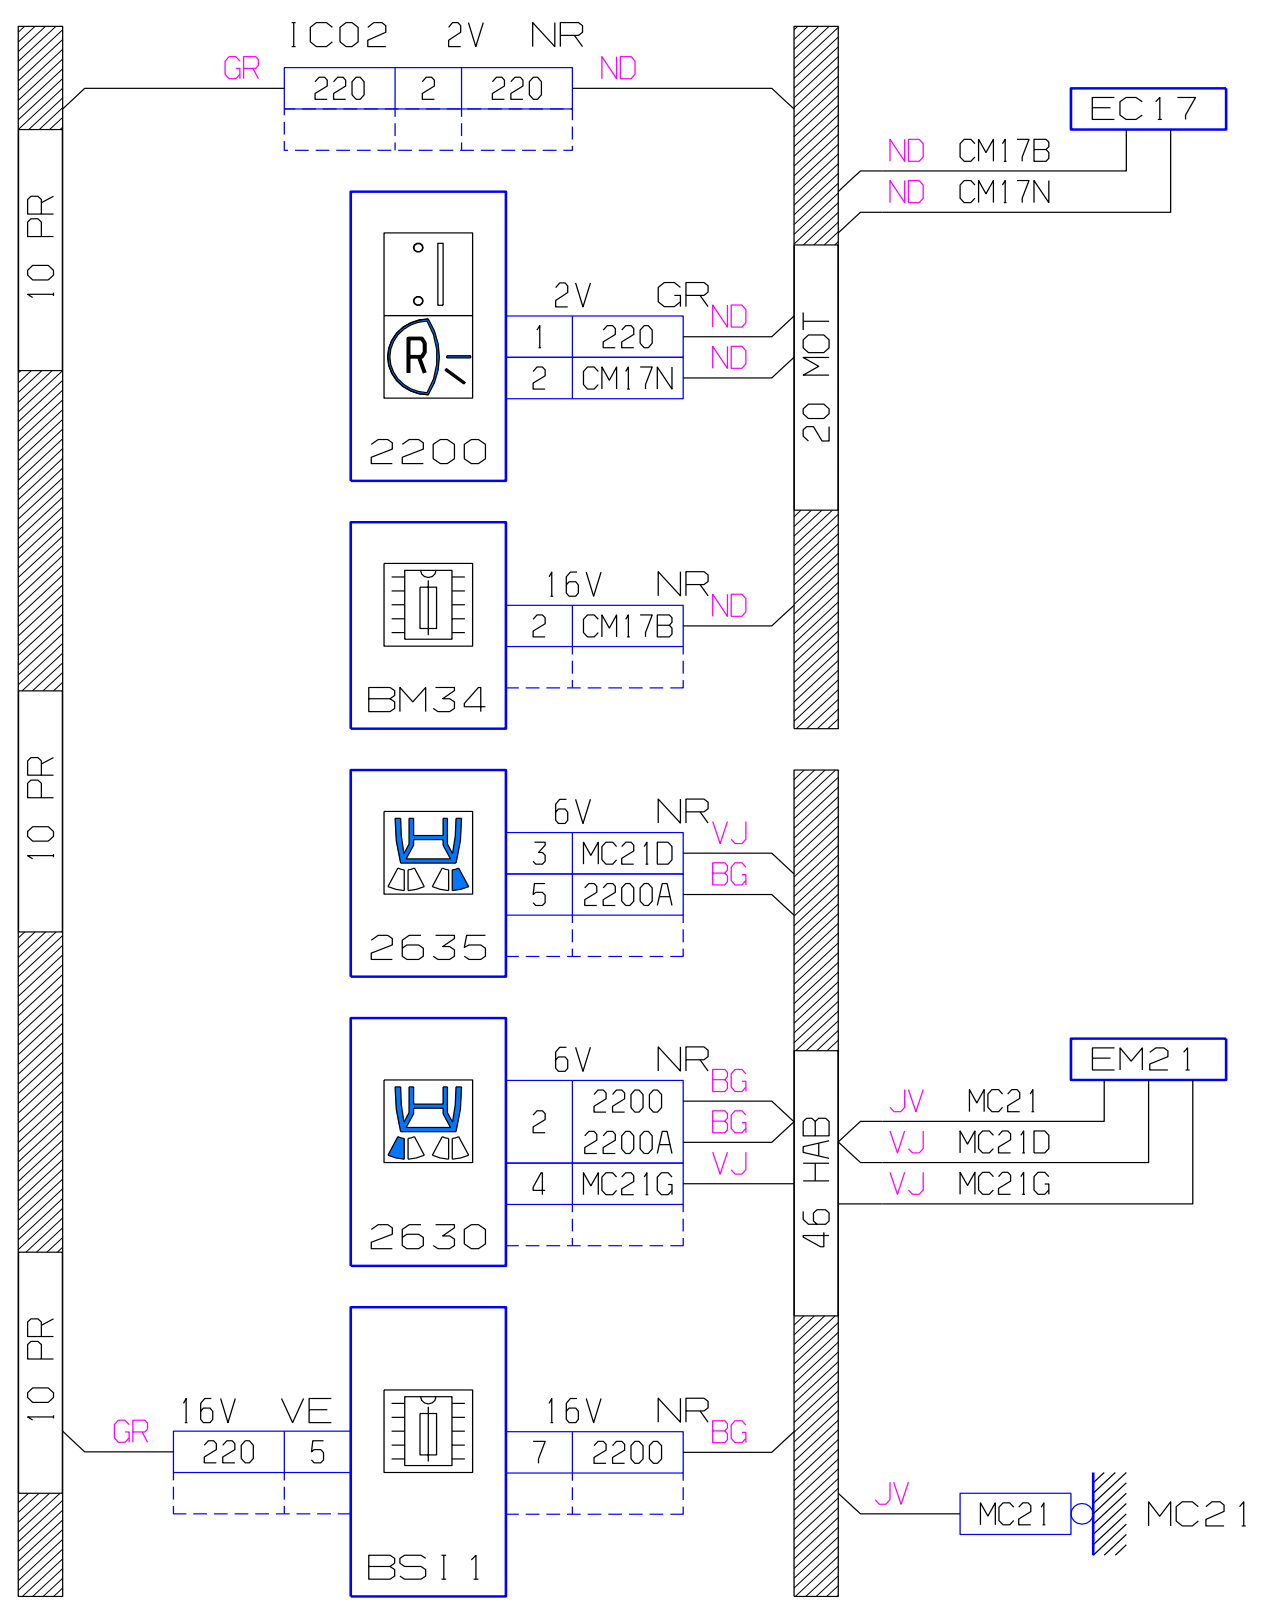 IC02 2V NR
GR 220 2 220 ND
EC17
ND CM17B
ND CM17N
10 PR
2V GR
1 220 ND
2 CM17N ND
2200
20 MOT
16V NR
2 CM17B ND
BM34
10 PR
6V NR
3 MC21D VJ
5 2200A BG
2635
6V NR
2 2200 BG
2200A BG
4 MC21G VJ
2630
46 HAB
EM21
JV MC21
VJ MC21D
VJ MC21G
10 PR
16V VE
GR 220 5
16V NR
7 2200 BG
BSI1
JV MC21 MC21
R